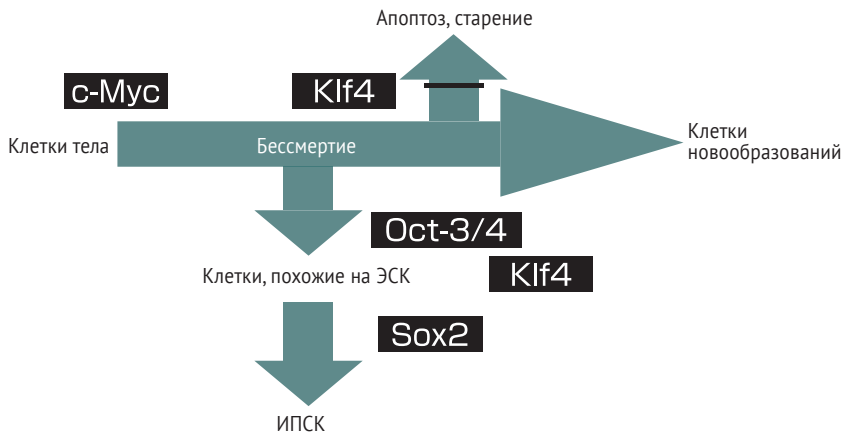 Апоптоз, старение
c-Myc
Klf4
Клетки тела
Бессмертие
Клетки
новообразований
Oct-3/4
Клетки, похожие на ЭСК
Klf4
Sox2
ИПСК